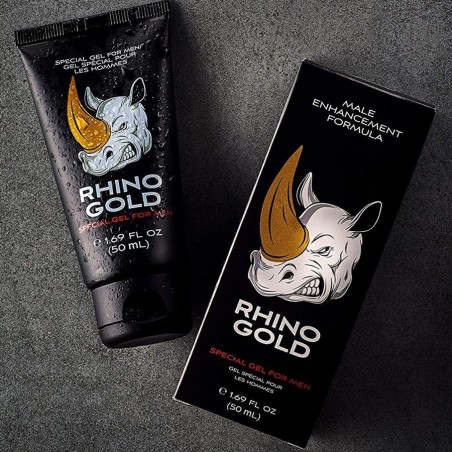 SPECIAL GEL FOR MEN/
GEL SPÉCIAL POUR
LES HOMMES
RHINO
GOLD
SPECIAL GEL FOR MEN
℮ 1.69 FL OZ
(50 mL)
MALE
ENHANCEMENT
FORMULA
RHINO
GOLD
SPECIAL GEL FOR MEN
GEL SPÉCIAL POUR
LES HOMMES
℮ 1.69 FL OZ
(50 mL)